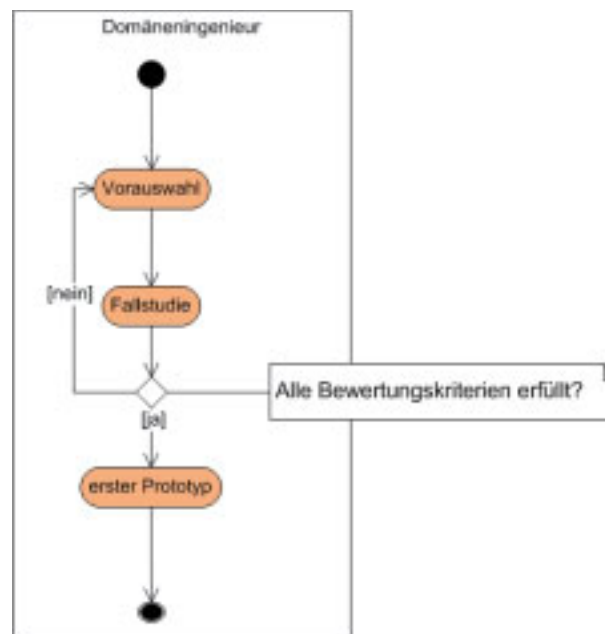 Domäneningenieur
Vorauswahl
[nein]
Fallstudie
Alle Bewertungskriterien erfüllt?
[ja]
erster Prototyp